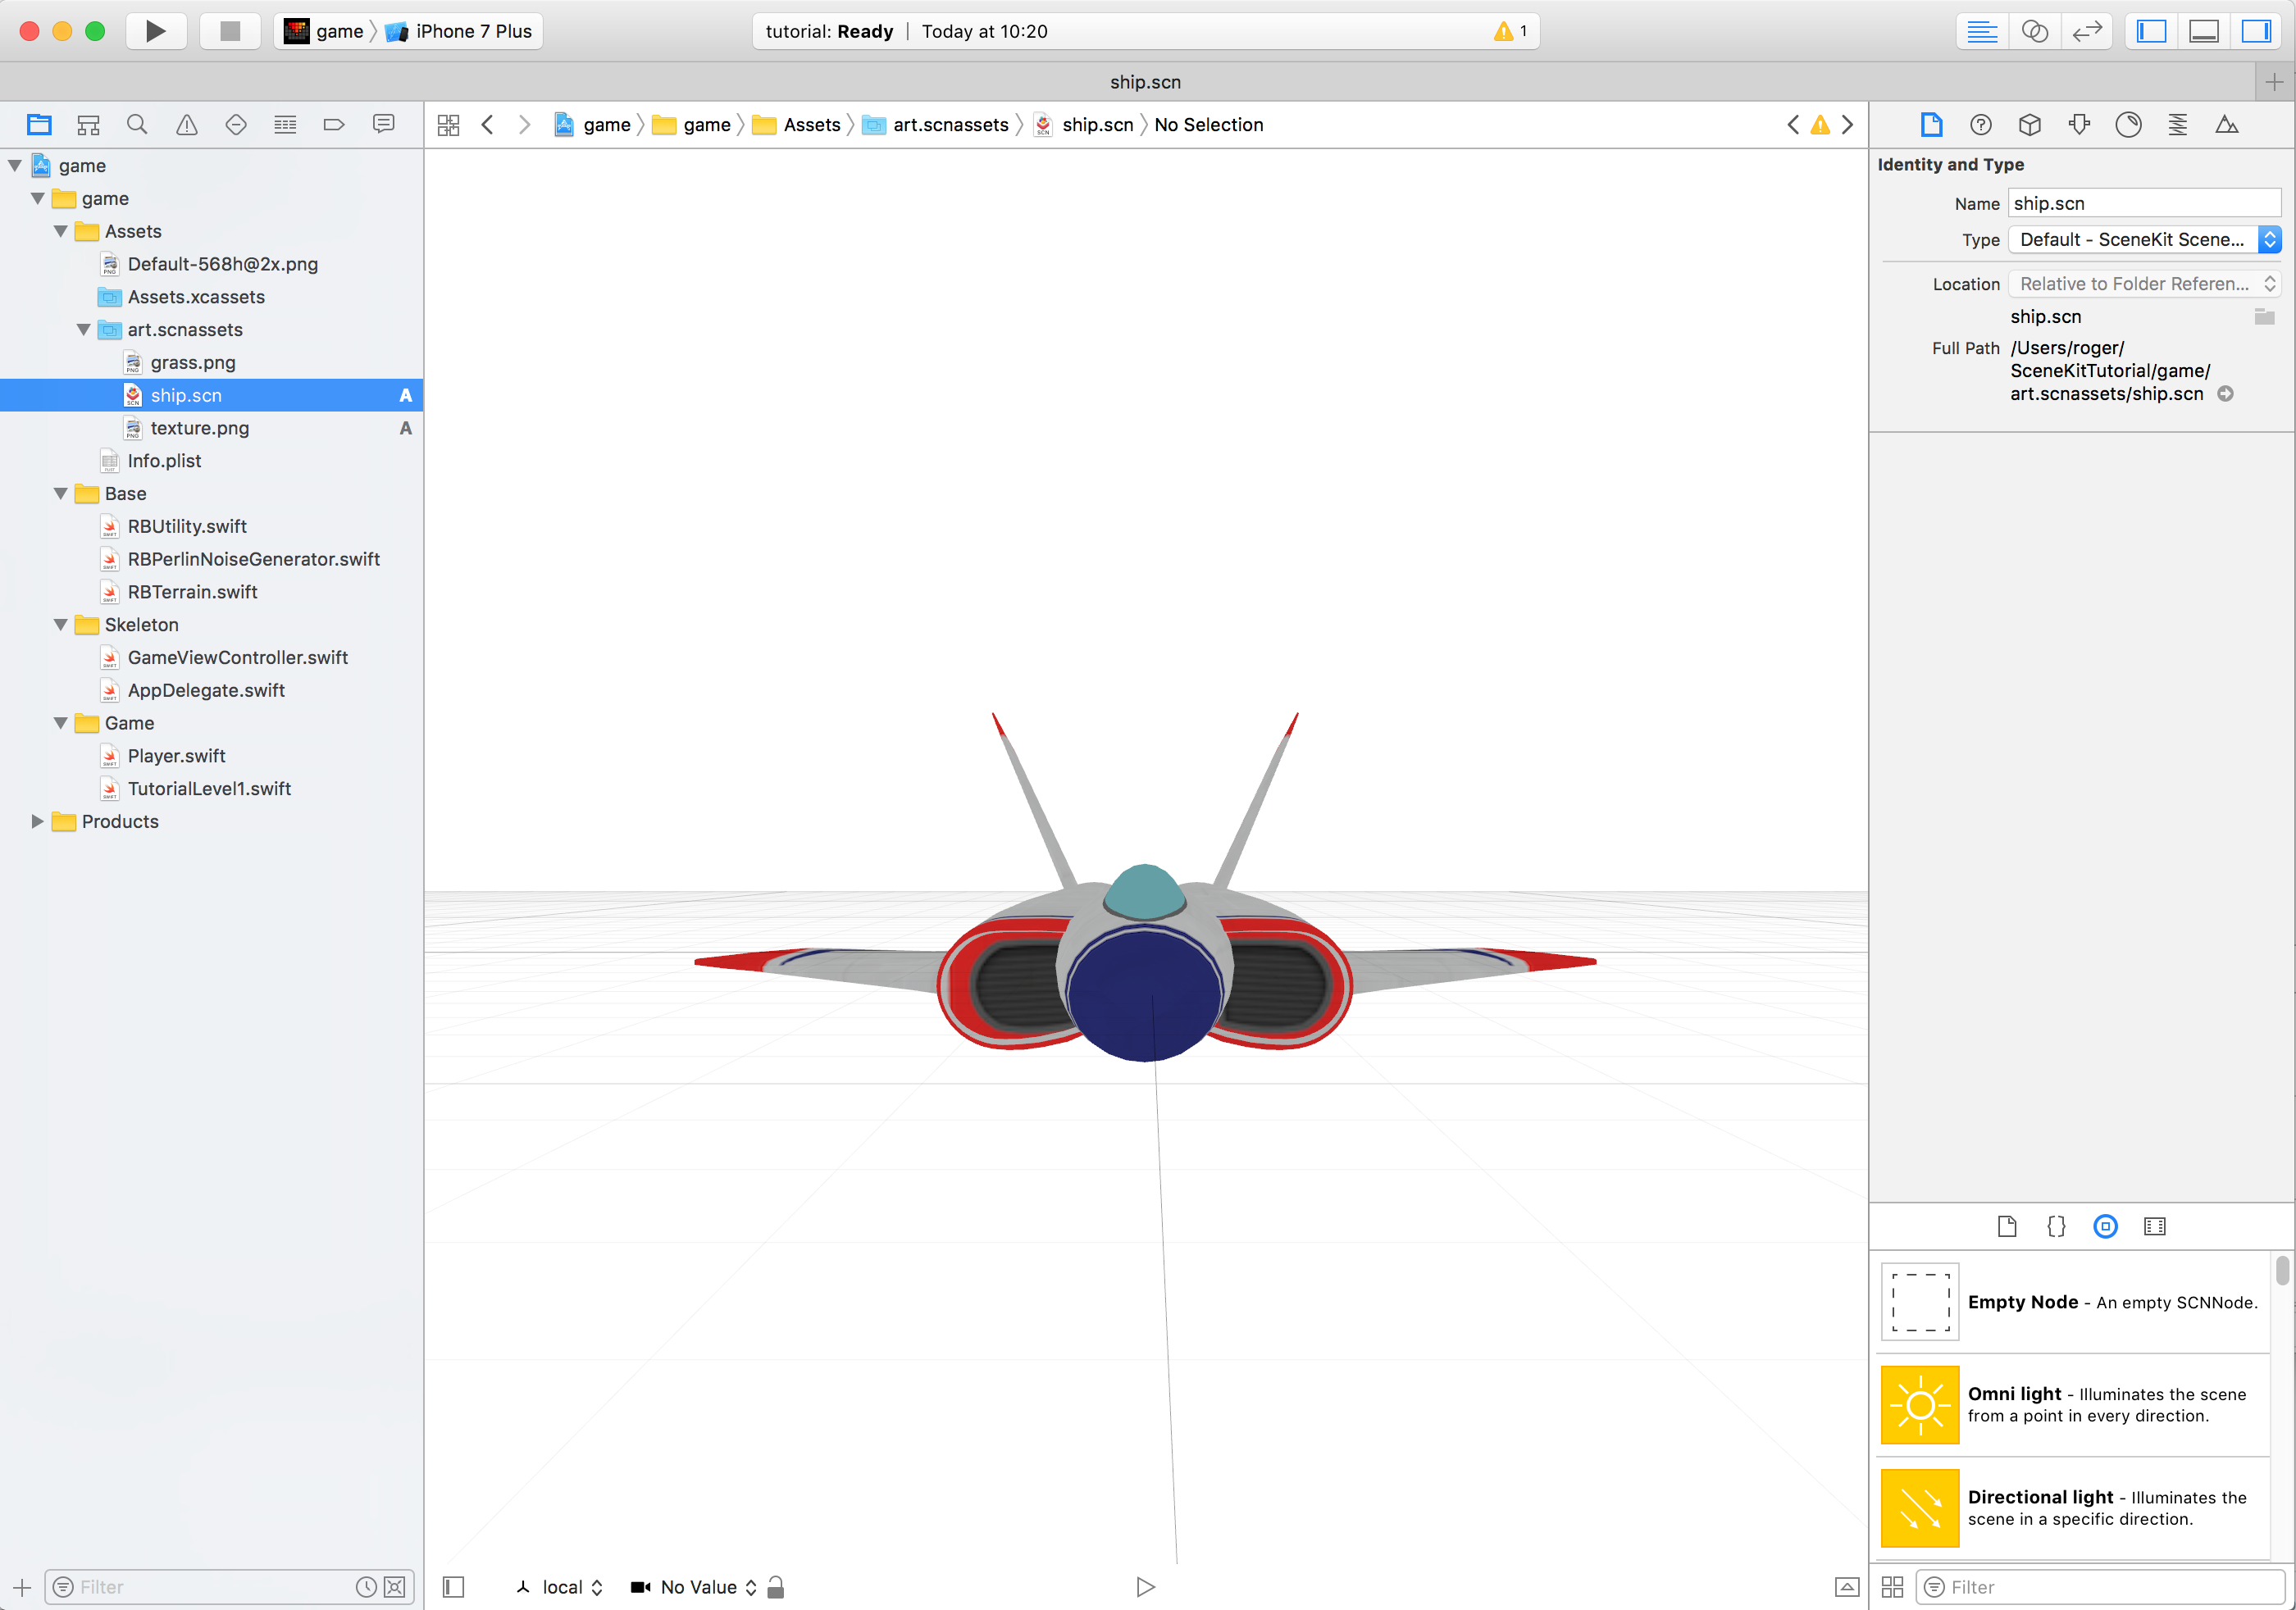 game
iPhone 7 Plus
tutorial: Ready | Today at 10:20
1
ship.scn
game
game
Assets
art.scnassets
ship.scn
No Selection
game
game
Assets
Default-568h@2x.png
Assets.xcassets
art.scnassets
grass.png
ship.scn A
texture.png A
Info.plist
Base
RBUtility.swift
RBPerlinNoiseGenerator.swift
RBTerrain.swift
Skeleton
GameViewController.swift
AppDelegate.swift
Game
Player.swift
TutorialLevel1.swift
Products
Filter
local
No Value
Identity and Type
Name ship.scn
Type Default - SceneKit Scene...
Location Relative to Folder Referen...
ship.scn
Full Path /Users/roger/
SceneKitTutorial/game/
art.scnassets/ship.scn
Empty Node - An empty SCNNode.
Omni light - Illuminates the scene
from a point in every direction.
Directional light - Illuminates the
scene in a specific direction.
Filter